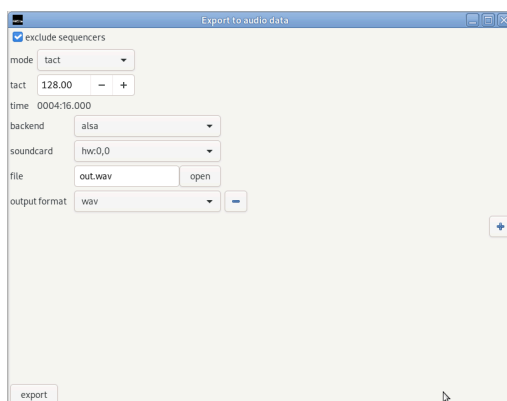 Export to audio data
exclude sequencers
mode tact
tact 128.00 − +
time 0004:16.000
backend alsa
soundcard hw:0,0
file out.wav open
output format wav
export